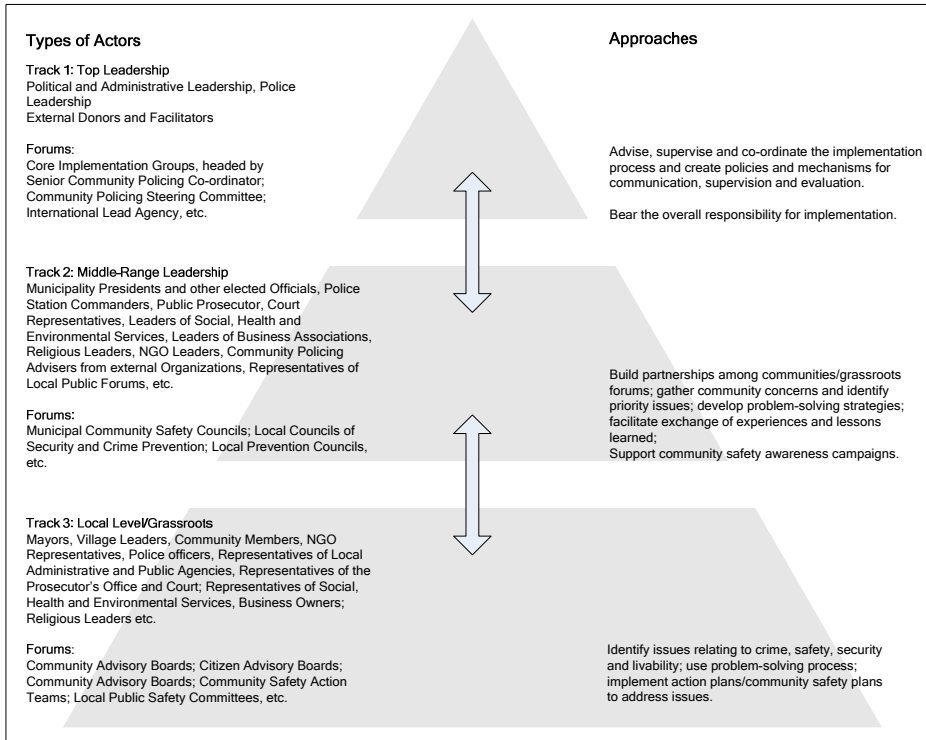 Types of Actors
Track 1: Top Leadership
Political and Administrative Leadership, Police
Leadership
External Donors and Facilitators
Forums:
Core Implementation Groups, headed by
Senior Community Policing Co-ordinator;
Community Policing Steering Committee;
International Lead Agency, etc.
Approaches
Advise, supervise and co-ordinate the implementation
process and create policies and mechanisms for
communication, supervision and evaluation.
Bear the overall responsibility for implementation.
Track 2: Middle-Range Leadership
Municipality Presidents and other elected Officials, Police
Station Commanders, Public Prosecutor, Court
Representatives, Leaders of Social, Health and
Environmental Services, Leaders of Business Associations,
Religious Leaders, NGO Leaders, Community Policing
Advisers from external Organizations, Representatives of
Local Public Forums, etc.
Forums:
Municipal Community Safety Councils; Local Councils of
Security and Crime Prevention; Local Prevention Councils,
etc.
Build partnerships among communities/grassroots
forums; gather community concerns and identify
priority issues; develop problem-solving strategies;
facilitate exchange of experiences and lessons
learned;
Support community safety awareness campaigns.
Track 3: Local Level/Grassroots
Mayors, Village Leaders, Community Members, NGO
Representatives, Police officers, Representatives of Local
Administrative and Public Agencies, Representatives of the
Prosecutor's Office and Court; Representatives of Social,
Health and Environmental Services, Business Owners;
Religious Leaders etc.
Forums:
Community Advisory Boards; Citizen Advisory Boards;
Community Advisory Boards; Community Safety Action
Teams; Local Public Safety Committees, etc.
Identify issues relating to crime, safety, security
and livability; use problem-solving process;
implement action plans/community safety plans
to address issues.